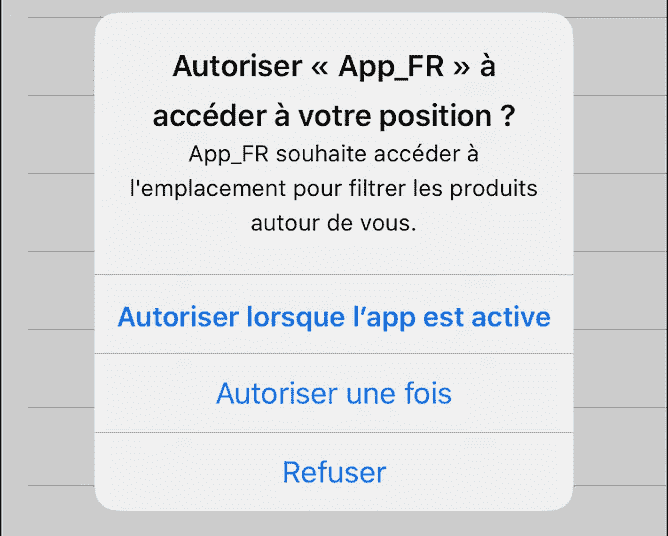 Autoriser « App_FR » à
accéder à votre position ?
App_FR souhaite accéder à
l'emplacement pour filtrer les produits
autour de vous.
Autoriser lorsque l’app est active
Autoriser une fois
Refuser